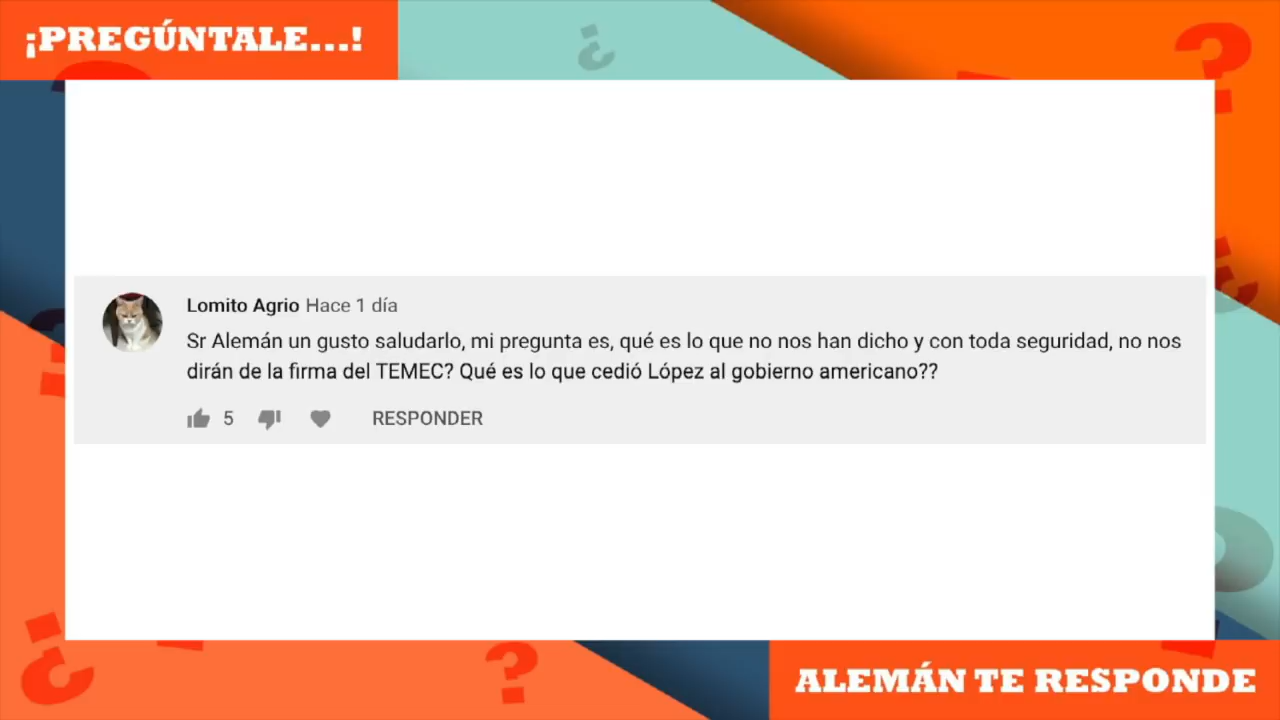 ¡PREGÚNTALE...!
Lomito Agrio Hace 1 día
Sr Alemán un gusto saludarlo, mi pregunta es, qué es lo que no nos han dicho y con toda seguridad, no nos
dirán de la firma del TEMEC? Qué es lo que cedió López al gobierno americano??
5 RESPONDER
ALEMÁN TE RESPONDE